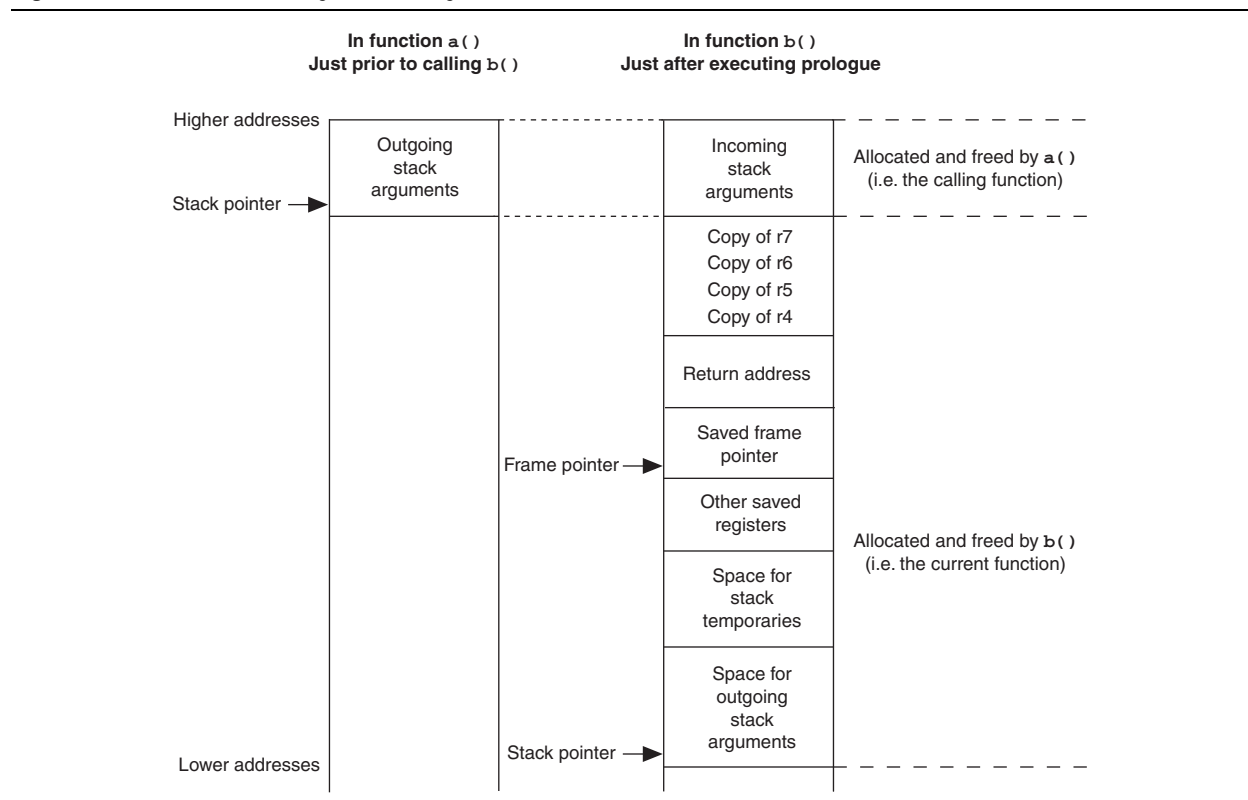 In function a()
Just prior to calling b()
In function b()
Just after executing prologue
Higher addresses
Outgoing
stack
arguments
Incoming
stack
arguments
Allocated and freed by a()
(i.e. the calling function)
Stack pointer
Copy of r7
Copy of r6
Copy of r5
Copy of r4
Return address
Saved frame
pointer
Frame pointer
Other saved
registers
Allocated and freed by b()
(i.e. the current function)
Space for
stack
temporaries
Space for
outgoing
stack
arguments
Stack pointer
Lower addresses